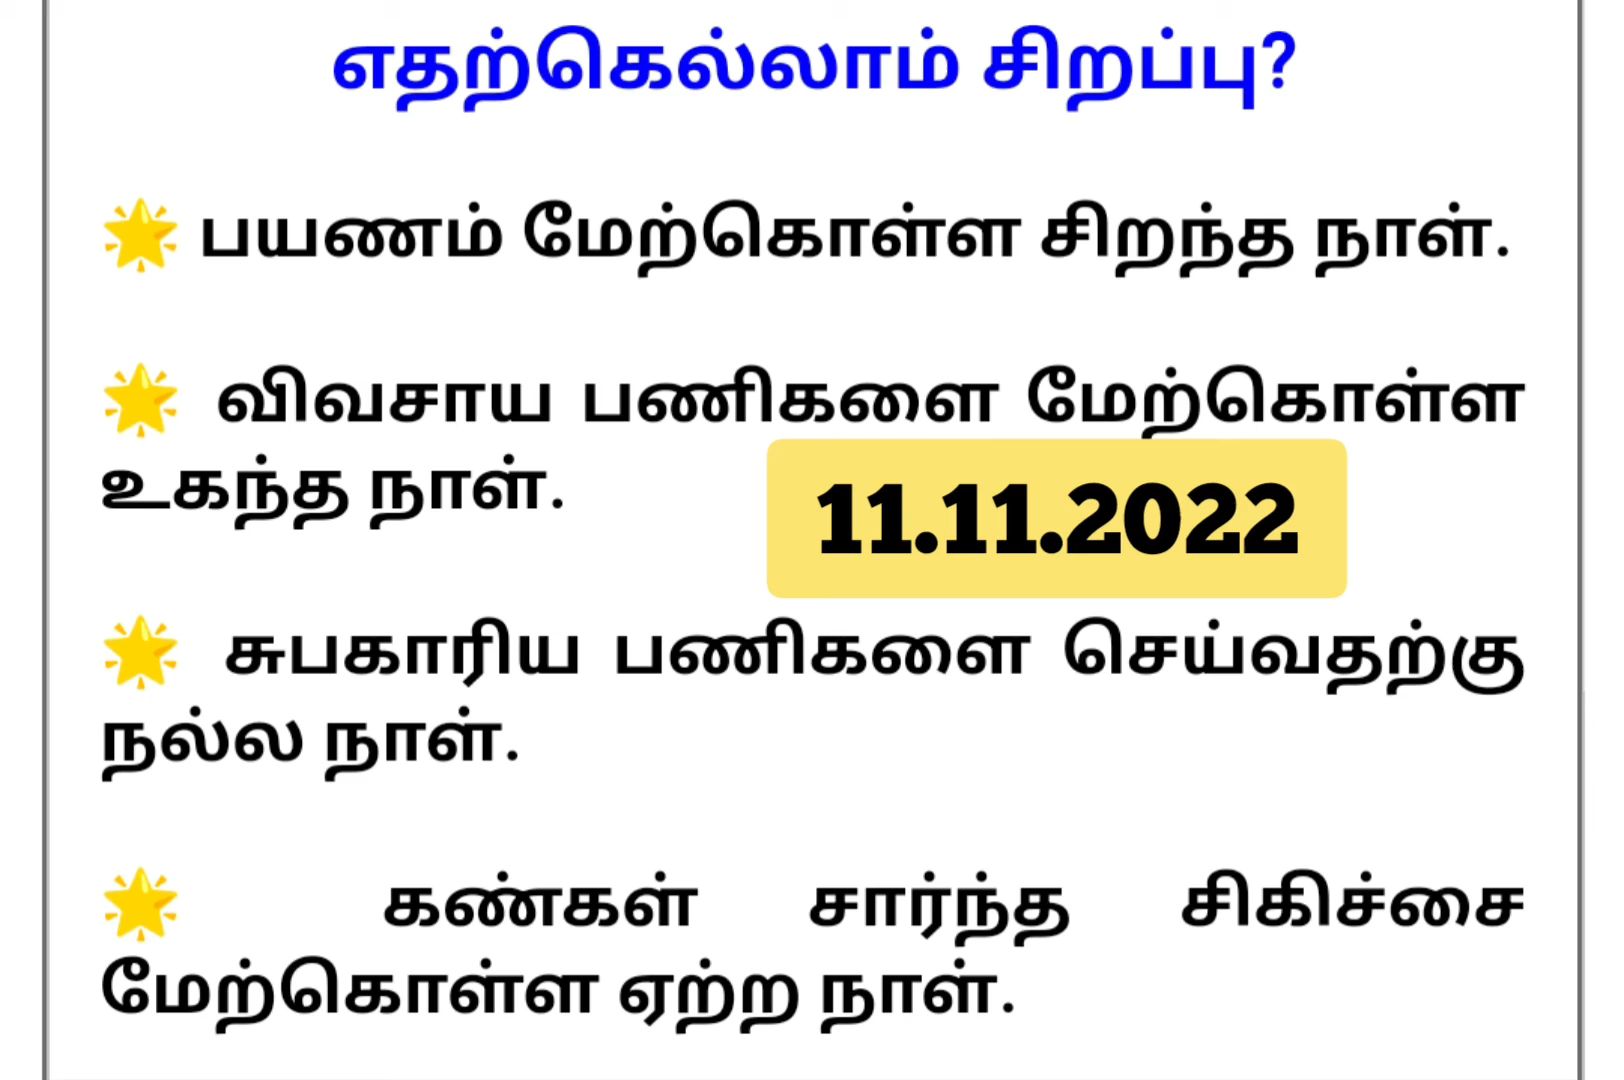 எதற்கெல்லாம் சிறப்பு?
🌟 பயணம் மேற்கொள்ள சிறந்த நாள்.
🌟 விவசாய பணிகளை மேற்கொள்ள
உகந்த நாள்.
11.11.2022
🌟 சுபகாரிய பணிகளை செய்வதற்கு
நல்ல நாள்.
🌟 கண்கள் சார்ந்த சிகிச்சை
மேற்கொள்ள ஏற்ற நாள்.